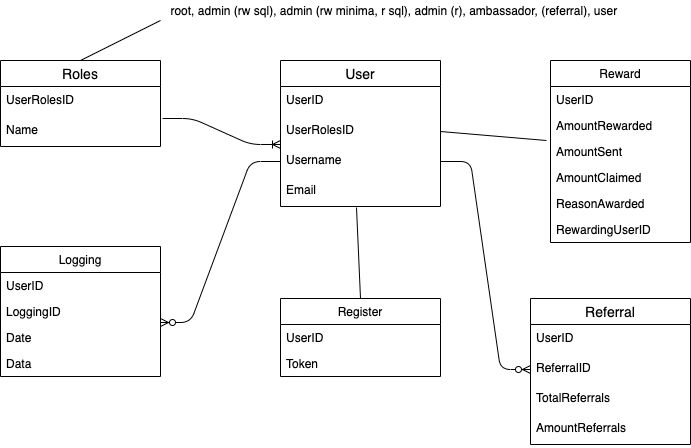 root, admin (rw sql), admin (rw minima, r sql), admin (r), ambassador, (referral), user
Roles
UserRolesID
Name
User
UserID
UserRolesID
Username
Email
Reward
UserID
AmountRewarded
AmountSent
AmountClaimed
ReasonAwarded
RewardingUserID
Logging
UserID
LoggingID
Date
Data
Register
UserID
Token
Referral
UserID
ReferralID
TotalReferrals
AmountReferrals